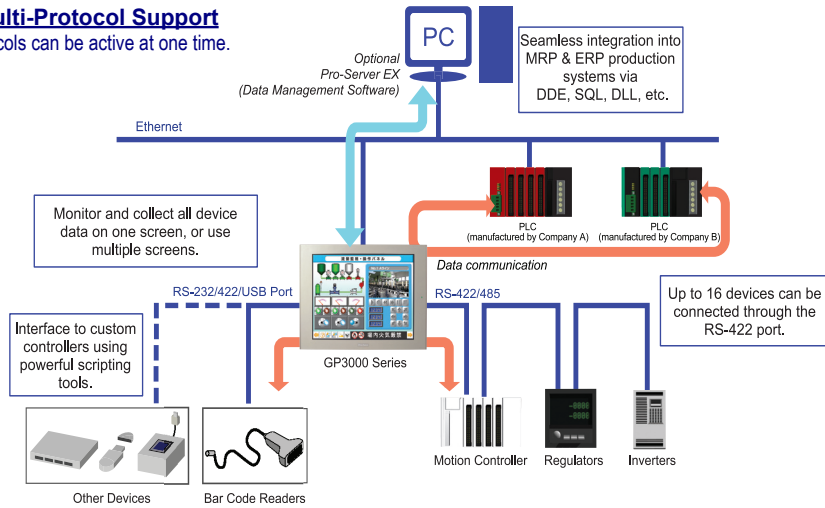 ulti-Protocol Support
cols can be active at one time.
PC
Optional
Pro-Server EX
(Data Management Software)
Seamless integration into
MRP & ERP production
systems via
DDE, SQL, DLL, etc.
Ethernet
PLC
(manufactured by Company A)
PLC
(manufactured by Company B)
Monitor and collect all device
data on one screen, or use
multiple screens.
Data communication
RS-232/422/USB Port
RS-422/485
Up to 16 devices can be
connected through the
RS-422 port.
Interface to custom
controllers using
powerful scripting
tools.
GP3000 Series
Motion Controller
Regulators
Inverters
Other Devices
Bar Code Readers